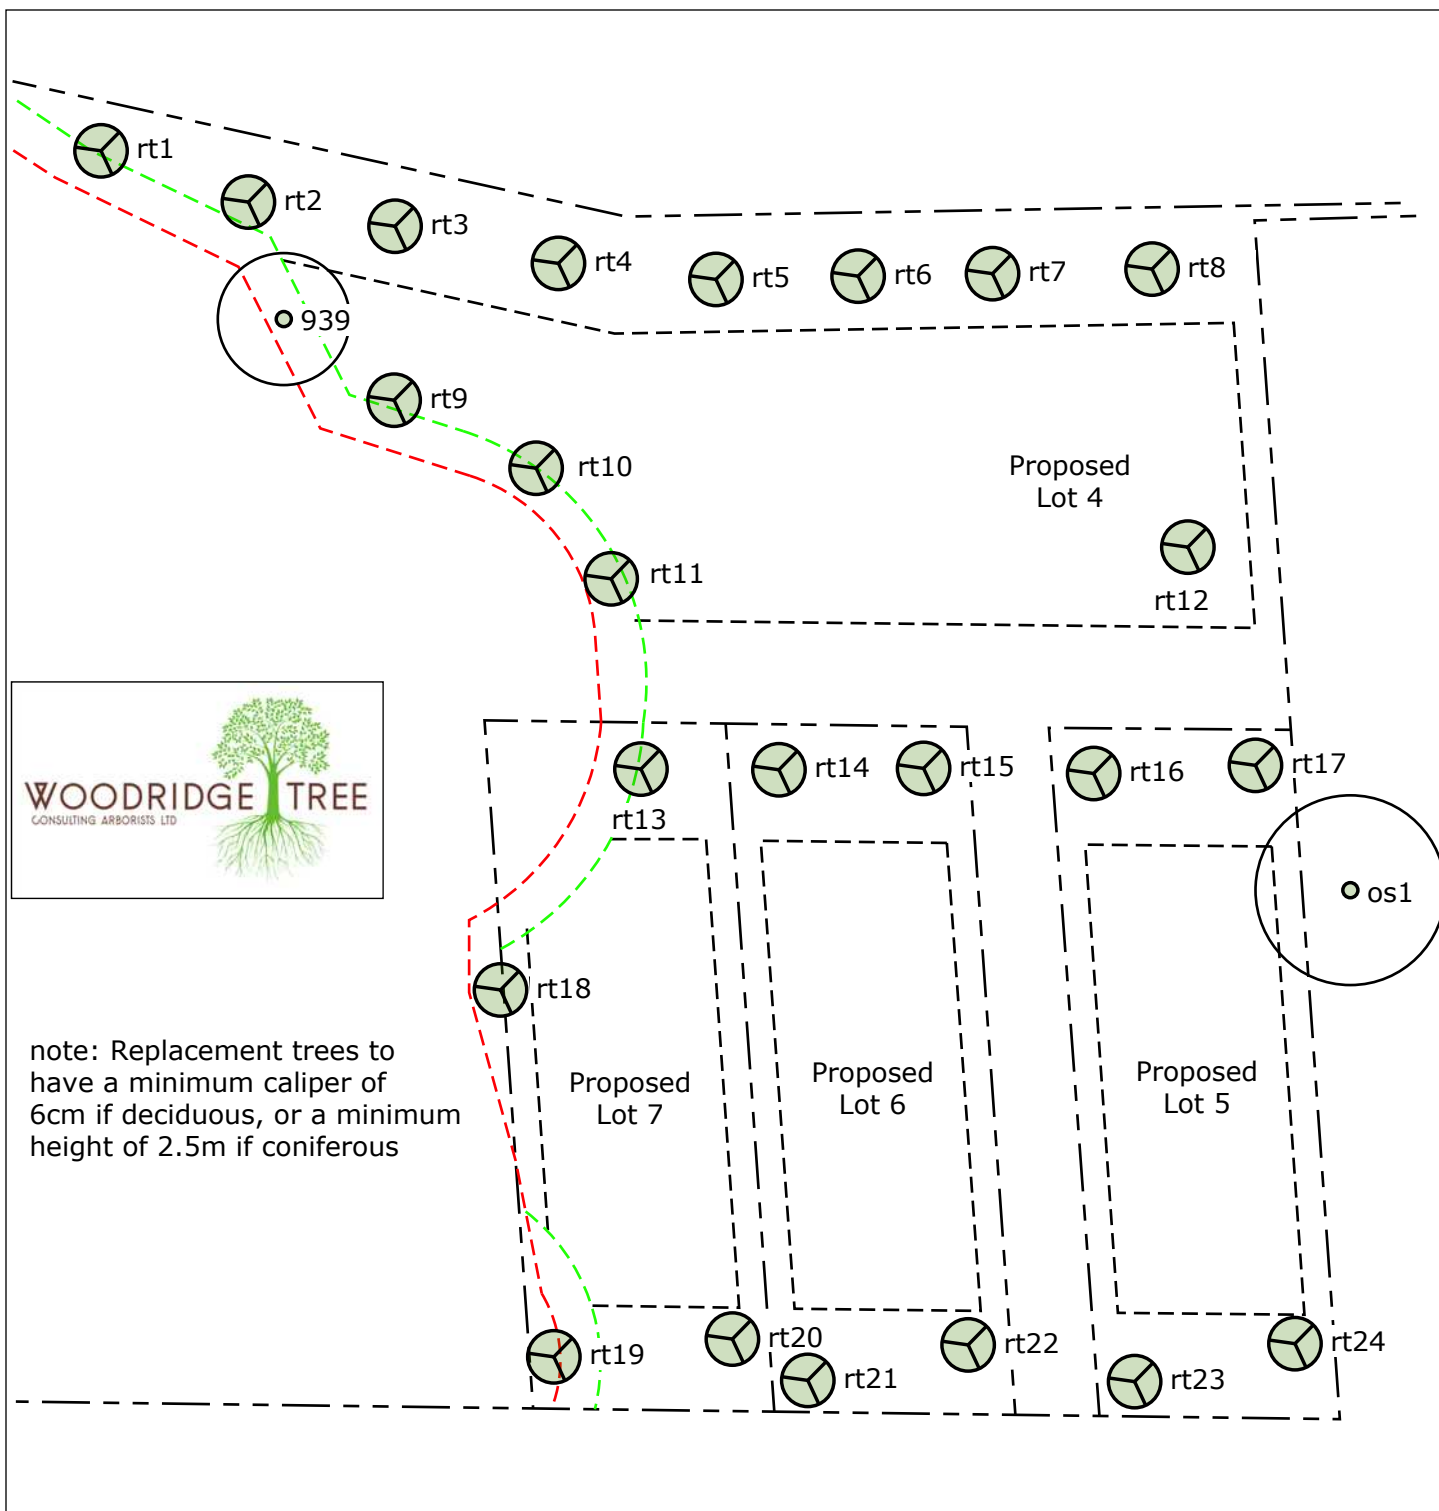 rt1
rt2
rt3
rt4
rt5
rt6
rt7
rt8
939
rt9
rt10
Proposed
Lot 4
rt11
rt12
WOODRIDGE TREE
CONSULTING ARBORISTS LTD
rt14
rt15
rt16
rt17
rt13
os1
rt18
note: Replacement trees to
have a minimum caliper of
6cm if deciduous, or a minimum
height of 2.5m if coniferous
Proposed
Lot 7
Proposed
Lot 6
Proposed
Lot 5
rt19
rt20
rt21
rt22
rt23
rt24